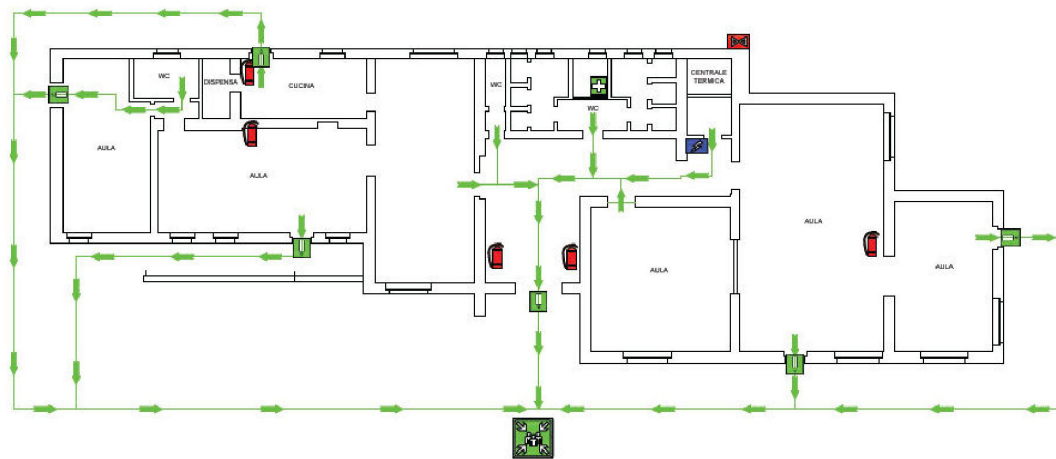 WC
DISPENSA
CUCINA
WC
WC
CENTRALE
TERMICA
AULA
AULA
AULA
AULA
AULA